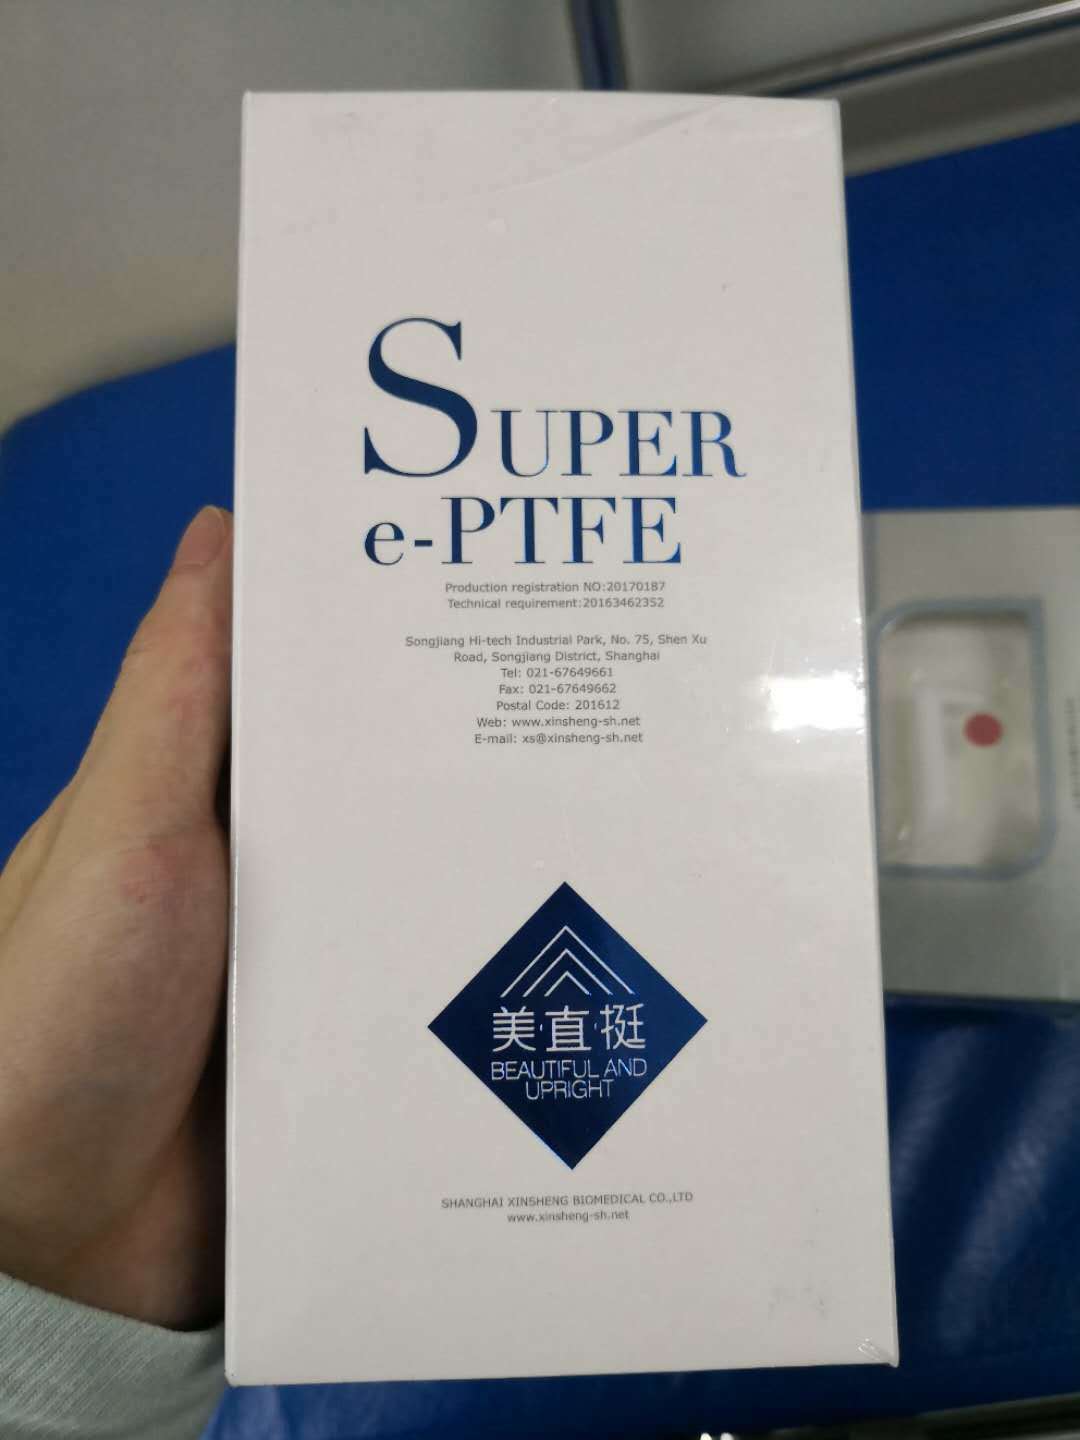 SUPER
e-PTFE
Production registration NO:20170187
Technical requirement:20163462352
Songjiang Hi-tech Industrial Park, No. 75, Shen Xu
Road, Songjiang District, Shanghai
Tel: 021-67649661
Fax: 021-67649662
Postal Code: 201612
Web: www.xinsheng-sh.net
E-mail: xs@xinsheng-sh.net
美·直·挺
BEAUTIFUL AND
UPRIGHT
SHANGHAI XINSHENG BIOMEDICAL CO.,LTD
www.xinsheng-sh.net